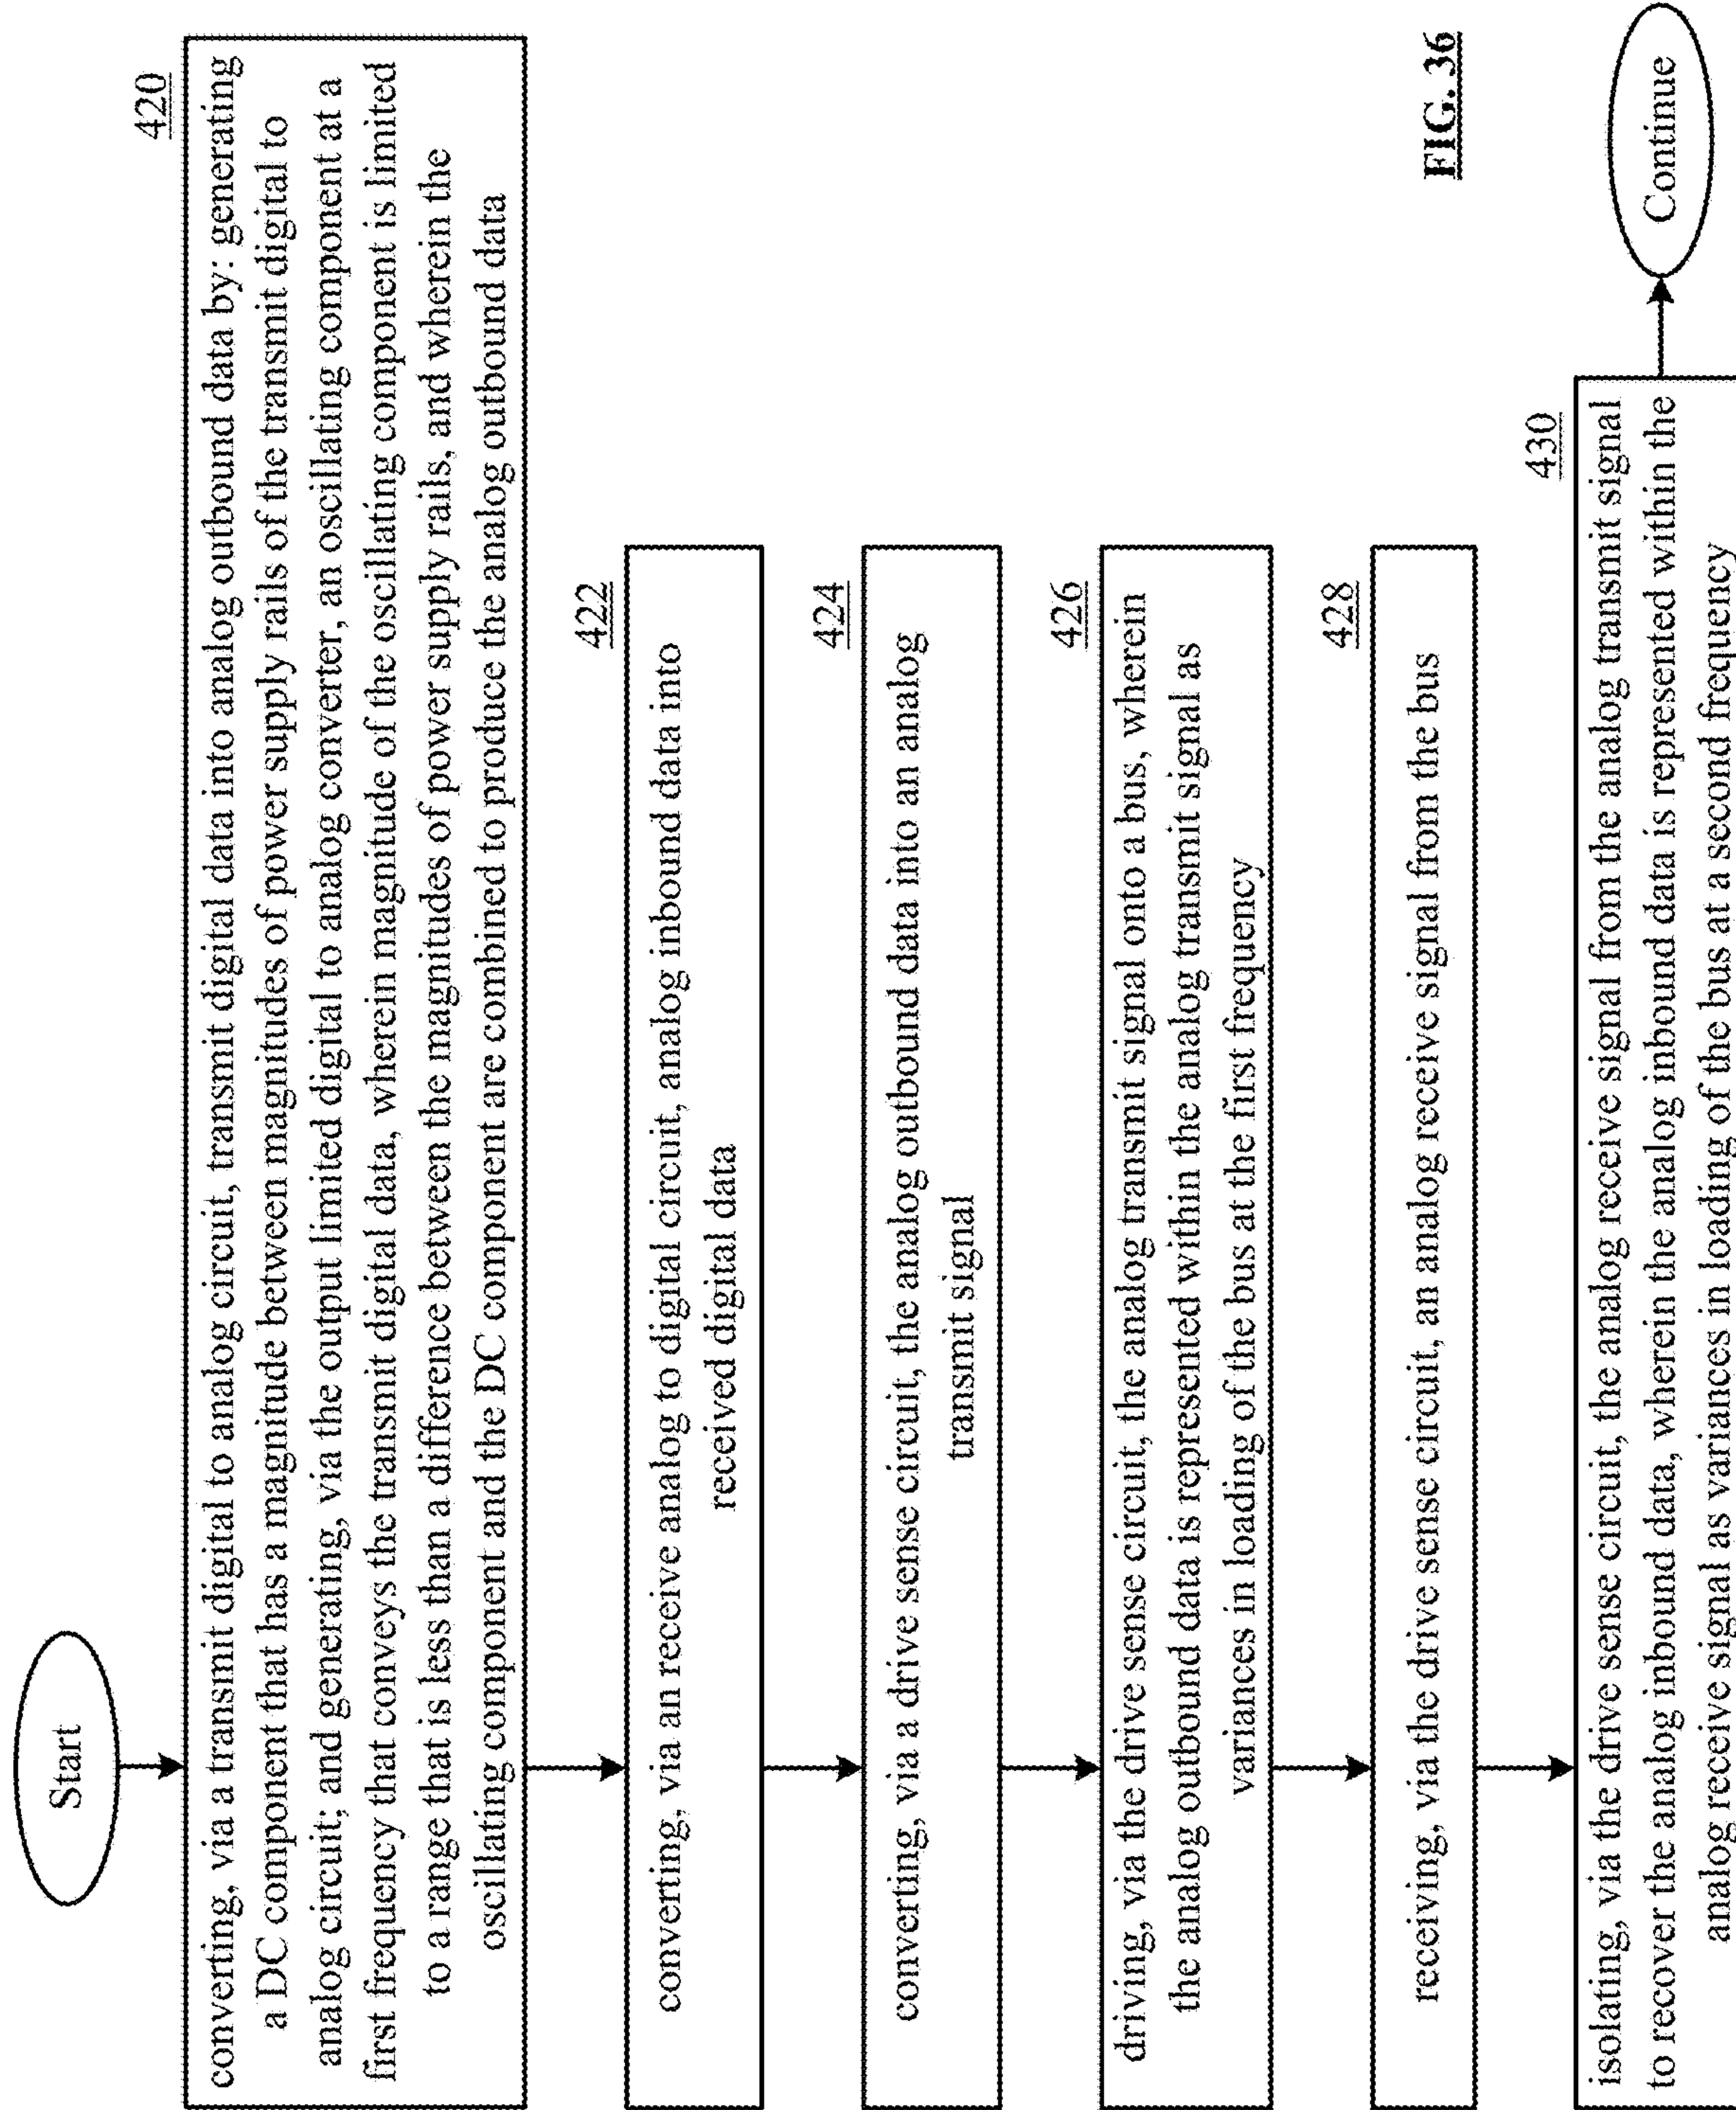 Start
420
converting, via a transmit digital to analog circuit, transmit digital data into analog outbound data by: generating
a DC component that has a magnitude between magnitudes of power supply rails of the transmit digital to
analog circuit; and generating, via the output limited digital to analog converter, an oscillating component at a
first frequency that conveys the transmit digital data, wherein magnitude of the oscillating component is limited
to a range that is less than a difference between the magnitudes of power supply rails, and wherein the
oscillating component and the DC component are combined to produce the analog outbound data
422
converting, via an receive analog to digital circuit, analog inbound data into
received digital data
424
converting, via a drive sense circuit, the analog outbound data into an analog
transmit signal
426
driving, via the drive sense circuit, the analog transmit signal onto a bus, wherein
the analog outbound data is represented within the analog transmit signal as
variances in loading of the bus at the first frequency
428
receiving, via the drive sense circuit, an analog receive signal from the bus
430
isolating, via the drive sense circuit, the analog receive signal from the analog transmit signal
to recover the analog inbound data, wherein the analog inbound data is represented within the
analog receive signal as variances in loading of the bus at a second frequency
Continue
FIG. 36